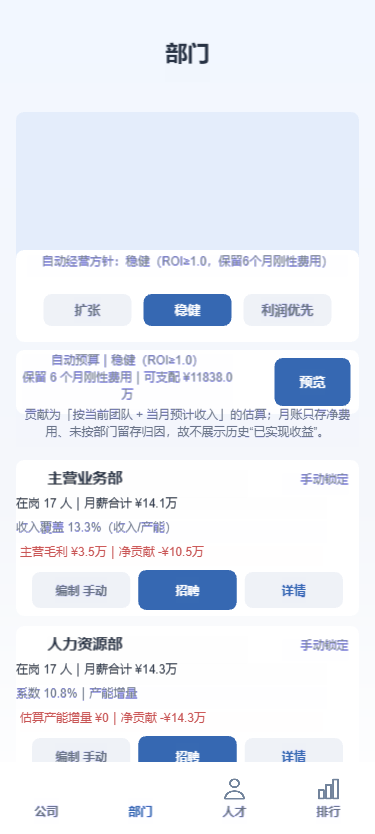 部门
自动经营方针：稳健（ROI≥1.0，保留6个月刚性费用）
扩张 稳健 利润优先
自动预算 | 稳健（ROI≥1.0）
保留 6 个月刚性费用 | 可支配 ¥11838.0
万
预览
贡献为「按当前团队 + 当月预计收入」的估算；月账只存净费
用、未按部门留存归因，故不展示历史“已实现收益”。
主营业务部 手动锁定
在岗 17 人 | 月薪合计 ¥14.1万
收入覆盖 13.3%（收入/产能）
主营毛利 ¥3.5万 | 净贡献 -¥10.5万
编制 手动 招聘 详情
人力资源部 手动锁定
在岗 17 人 | 月薪合计 ¥14.3万
系数 10.8% | 产能增量
估算产能增量 ¥0 | 净贡献 -¥14.3万
编制 手动 招聘 详情
公司 部门 人才 排行